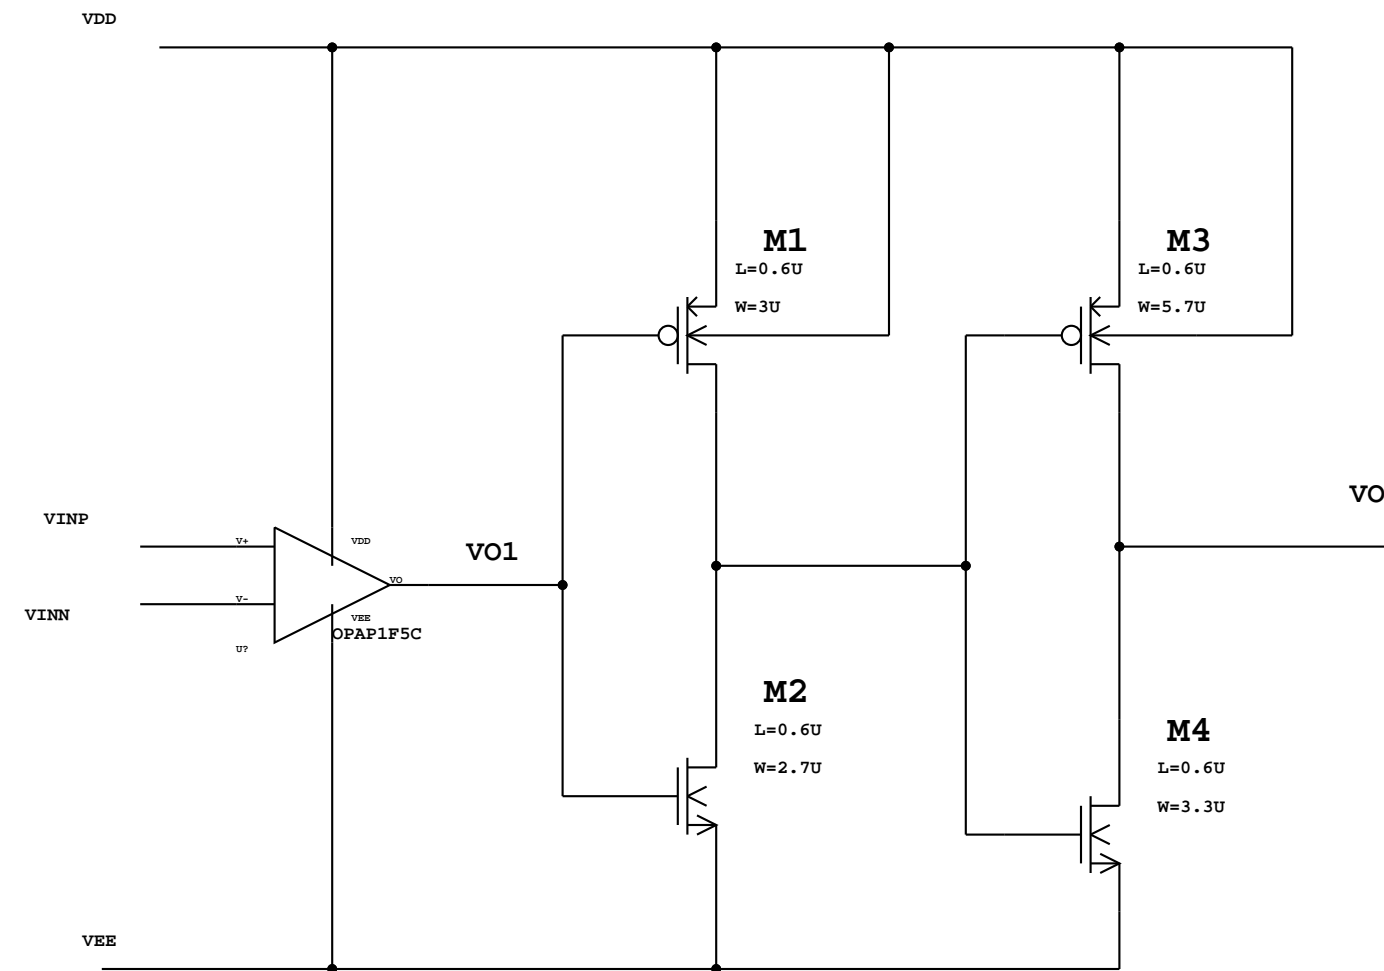 VDD
M1
L=0.6U
W=3U
M3
L=0.6U
W=5.7U
VO
VINP
V+
VDD
VO1
VO
VINN
V-
VEE
OPAP1F5C
U?
M2
L=0.6U
W=2.7U
M4
L=0.6U
W=3.3U
VEE